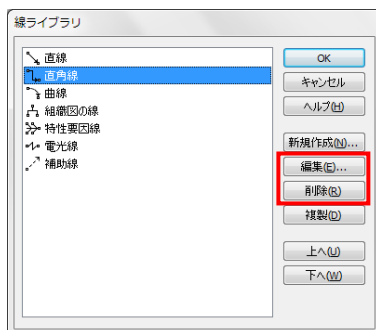 線ライブラリ
直線
直角線
曲線
組織図の線
特性要因線
電光線
補助線
OK
キャンセル
ヘルプ(H)
新規作成(N)...
編集(E)...
削除(R)
複製(D)
上へ(U)
下へ(W)